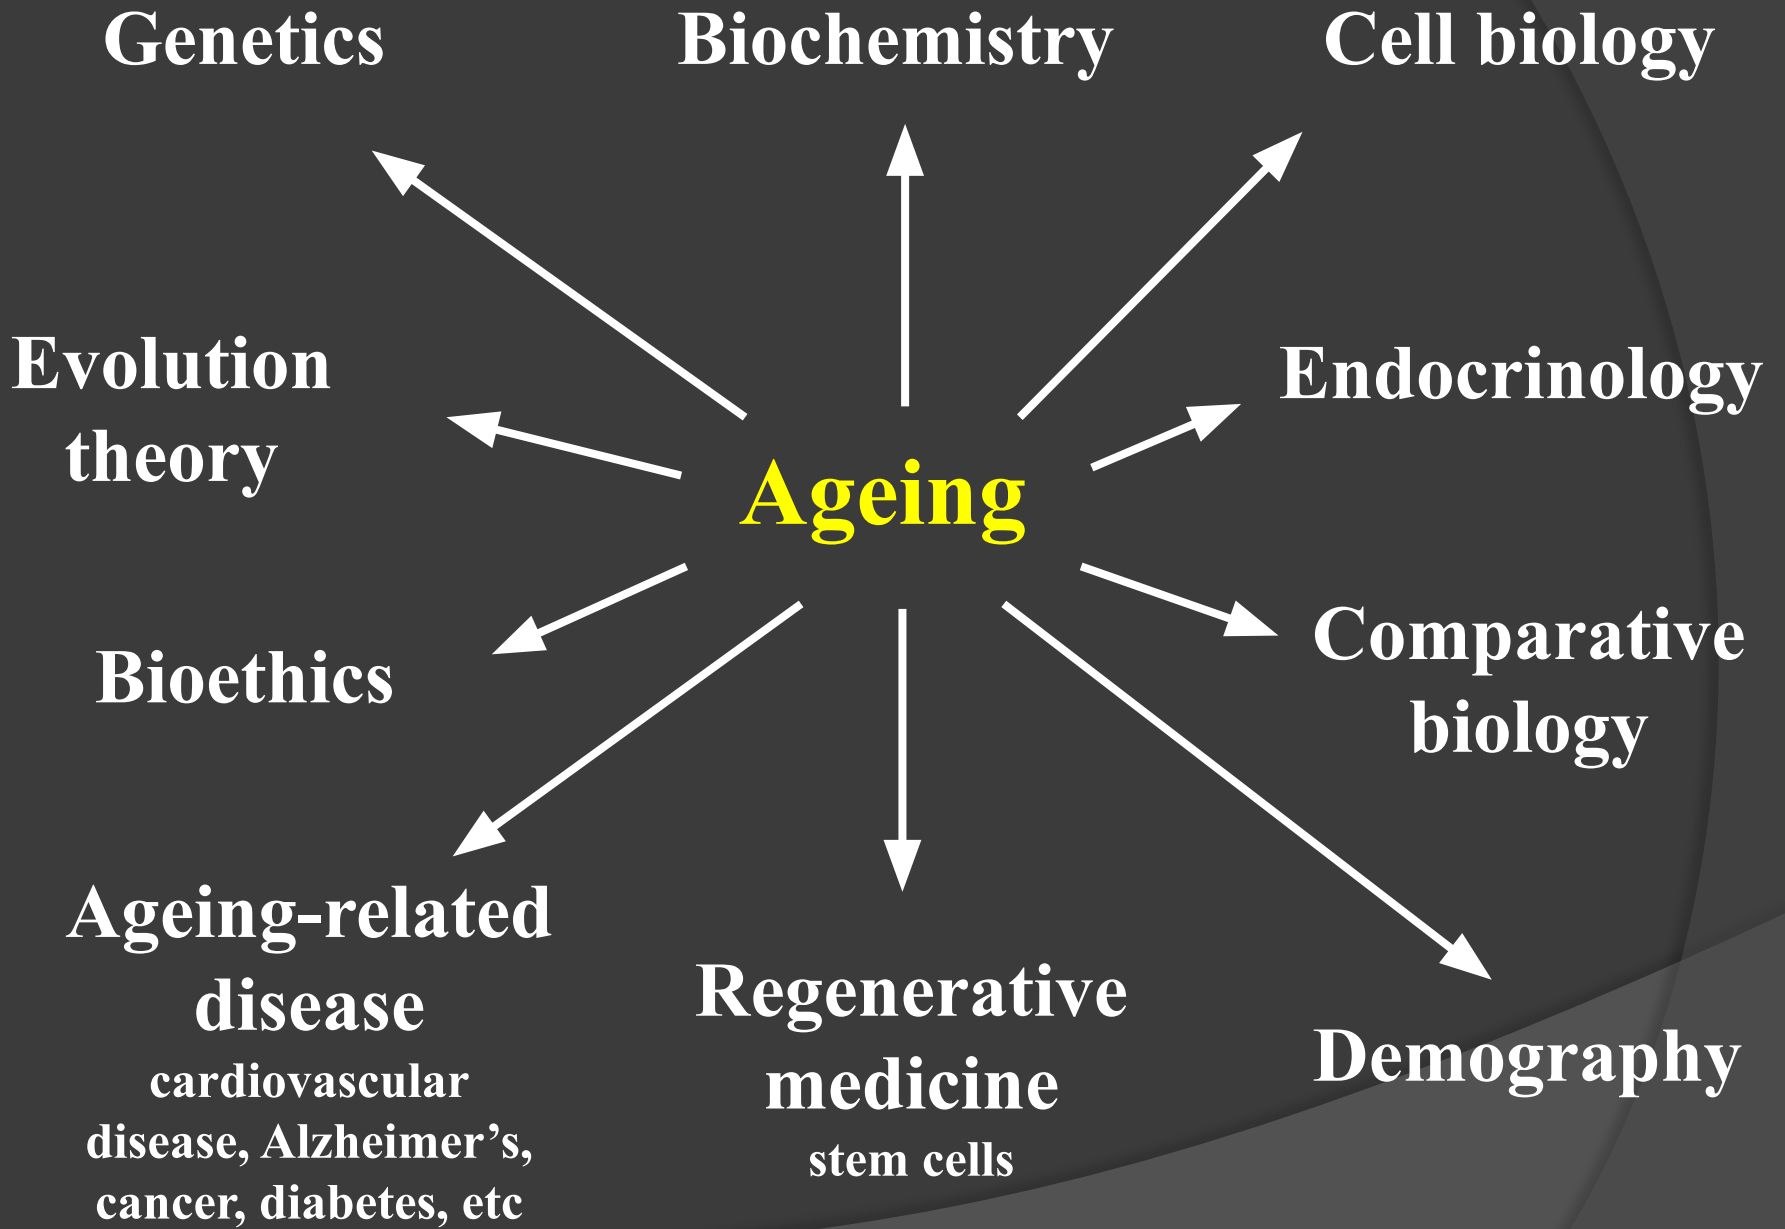 Genetics
Biochemistry
Cell biology
Evolution
theory
Endocrinology
Ageing
Bioethics
Comparative
biology
Ageing-related
disease
cardiovascular
disease, Alzheimer’s,
cancer, diabetes, etc
Regenerative
medicine
stem cells
Demography